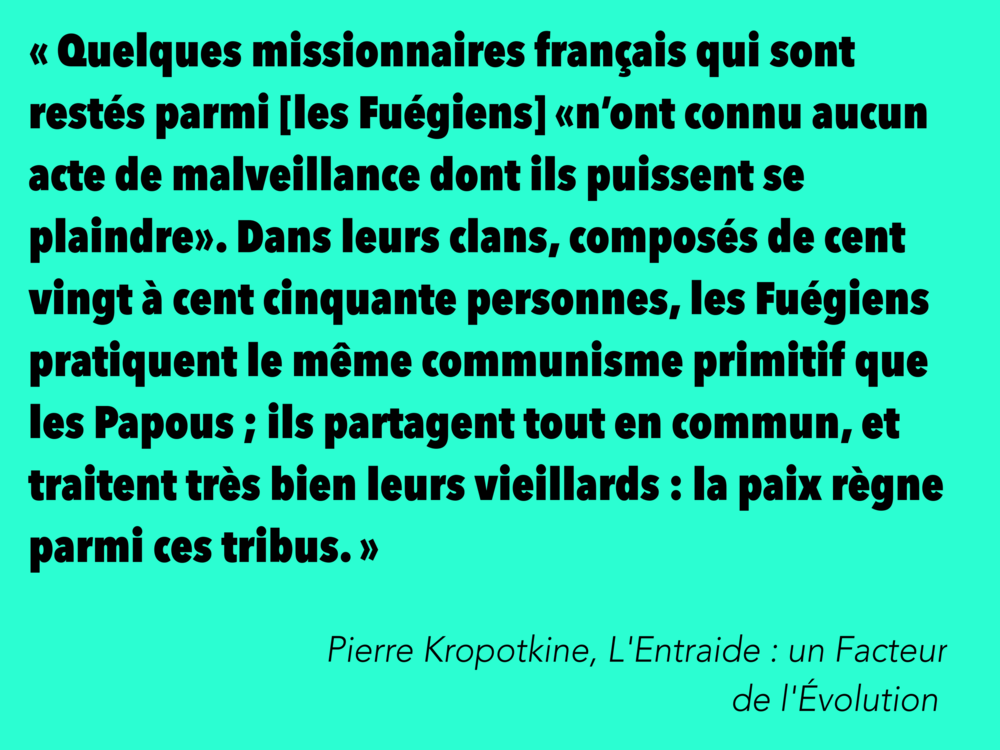 « Quelques missionnaires français qui sont
restés parmi [les Fuégiens] «n’ont connu aucun
acte de malveillance dont ils puissent se
plaindre». Dans leurs clans, composés de cent
vingt à cent cinquante personnes, les Fuégiens
pratiquent le même communisme primitif que
les Papous ; ils partagent tout en commun, et
traitent très bien leurs vieillards : la paix règne
parmi ces tribus. »
Pierre Kropotkine, L'Entraide : un Facteur
de l'Évolution